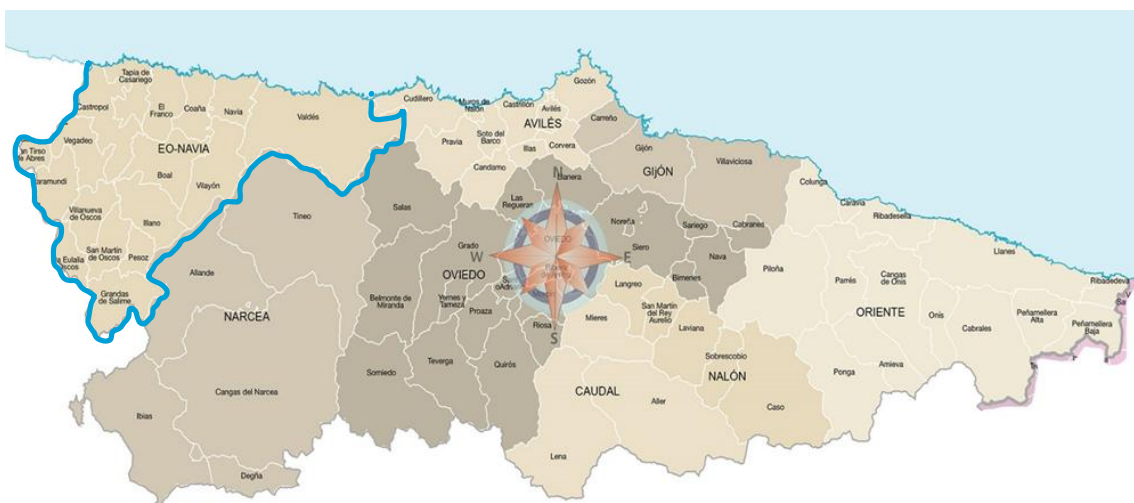 Gozón
Tapia de
Casariego
Castropol
El
Franco
Coaña
Navia
Valdés
Cudillero
Muros de
Nalón
Castrillón
Avilés
AVILÉS
Carreño
Vegadeo
EO-NAVIA
Pravia
Soto del
Barco
Illas
Corvera
Gijón
GIJÓN
Villaviciosa
de Abres
Boal
Vilayón
Candamo
Llanera
N
Colunga
Villanueva
de Oscos
Illano
Tineo
Salas
Las
Regueras
Noreña
Sariego
Cabranes
Caravia
Ribadesella
Llanes
San Martín
de Oscos
Pesoz
Allande
Grado
OVIEDO
W
OVIEDO
E
Siero
Nava
Bimenes
Piloña
Parrés
Cangas
de Onís
Ribadedeva
Grandas
de Salime
NARCEA
Belmonte de
Miranda
Yernes y
Tameza
Proaza
Riosa
S
Mieres
Langreo
San Martín
del Rey
Aurelio
Laviana
ORIENTE
Onís
Cabrales
Peñamellera
Alta
Peñamellera
Baja
Somiedo
Teverga
Quirós
Sobrescobio
NALÓN
Ponga
Amieva
Ibias
Cangas del Narcea
CAUDAL
Aller
Caso
Lena
Degña